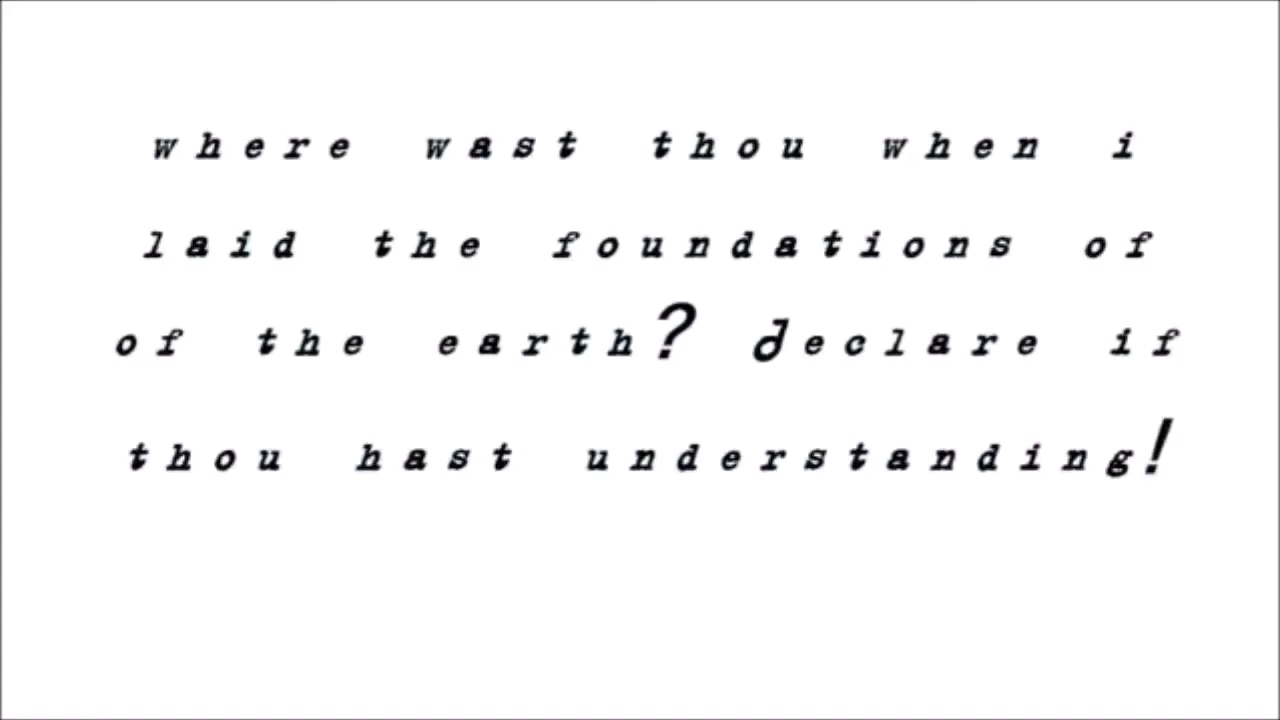 where wast thou when i
laid the foundations of
of the earth? declare if
thou hast understanding!